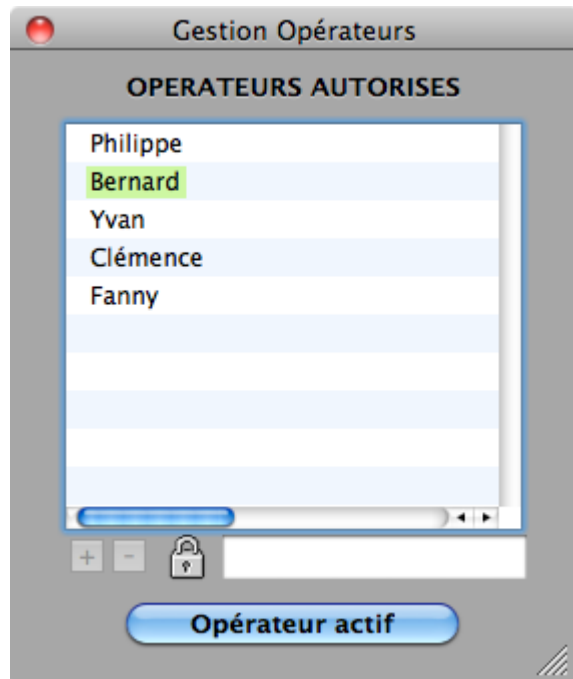 Gestion Opérateurs
OPERATEURS AUTORISES
Philippe
Bernard
Yvan
Clémence
Fanny
+ -
Opérateur actif